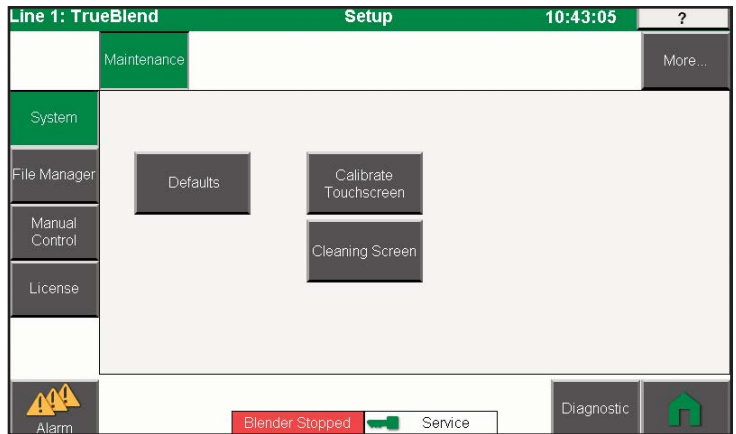 Line 1: TrueBlend
Setup
10:43:05
?
Maintenance
More...
System
File Manager
Defaults
Calibrate
Touchscreen
Manual
Control
Cleaning Screen
License
Alarm
Blender Stopped
Service
Diagnostic